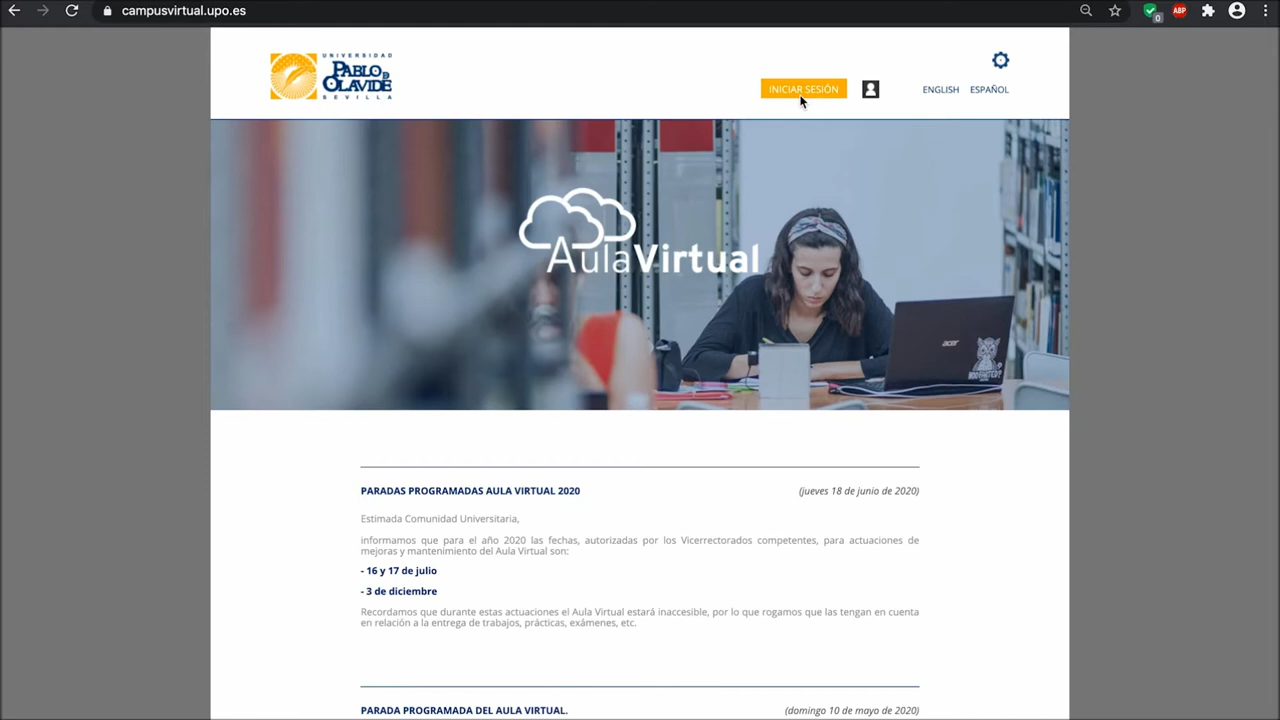 campusvirtual.upo.es
0
ABP
UNIVERSIDAD
PABLO D
OLAVIDE
SEVILLA
INICIAR SESIÓN
ENGLISH ESPAÑOL
AulaVirtual
acer
PARADAS PROGRAMADAS AULA VIRTUAL 2020 (jueves 18 de junio de 2020)
Estimada Comunidad Universitaria,
informamos que para el año 2020 las fechas, autorizadas por los Vicerrectorados competentes, para actuaciones de
mejoras y mantenimiento del Aula Virtual son:
- 16 y 17 de julio
- 3 de diciembre
Recordamos que durante estas actuaciones el Aula Virtual estará inaccesible, por lo que rogamos que las tengan en cuenta
en relación a la entrega de trabajos, prácticas, exámenes, etc.
PARADA PROGRAMADA DEL AULA VIRTUAL. (domingo 10 de mayo de 2020)